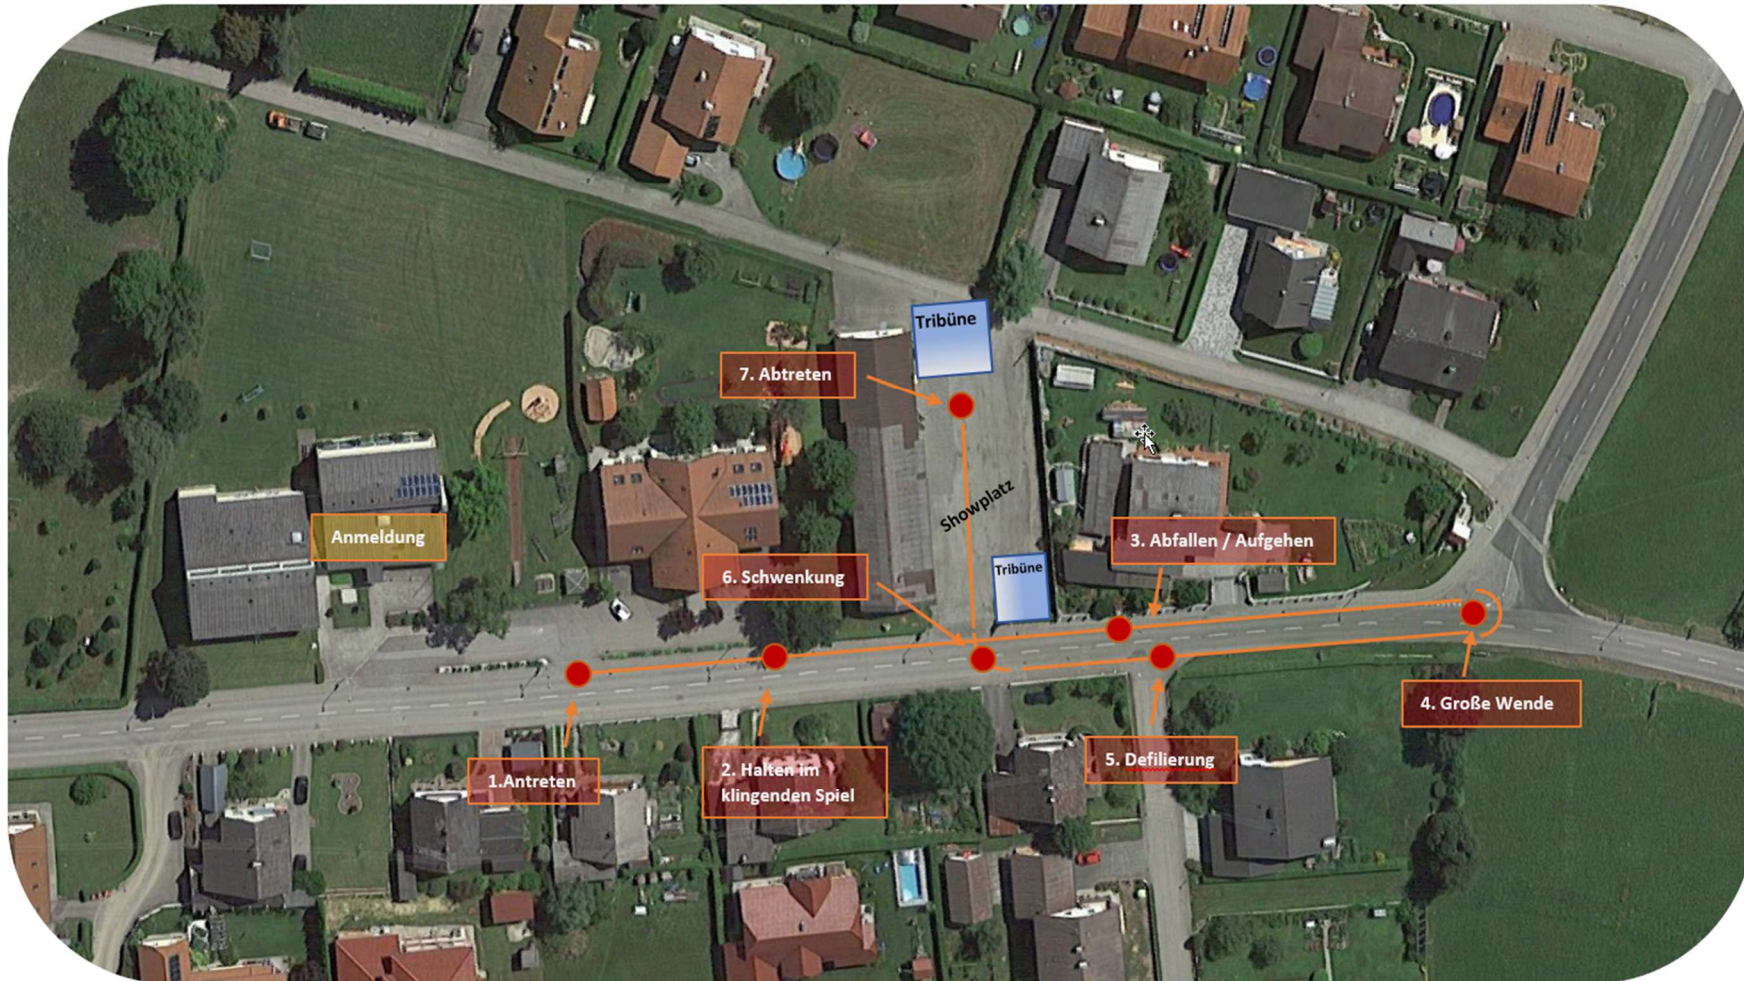 Tribüne
7. Abtreten
Showplatz
Anmeldung
3. Abfallen / Aufgehen
6. Schwenkung
Tribüne
4. Große Wende
5. Defilierung
1.Antreten
2. Halten im
klingenden Spiel